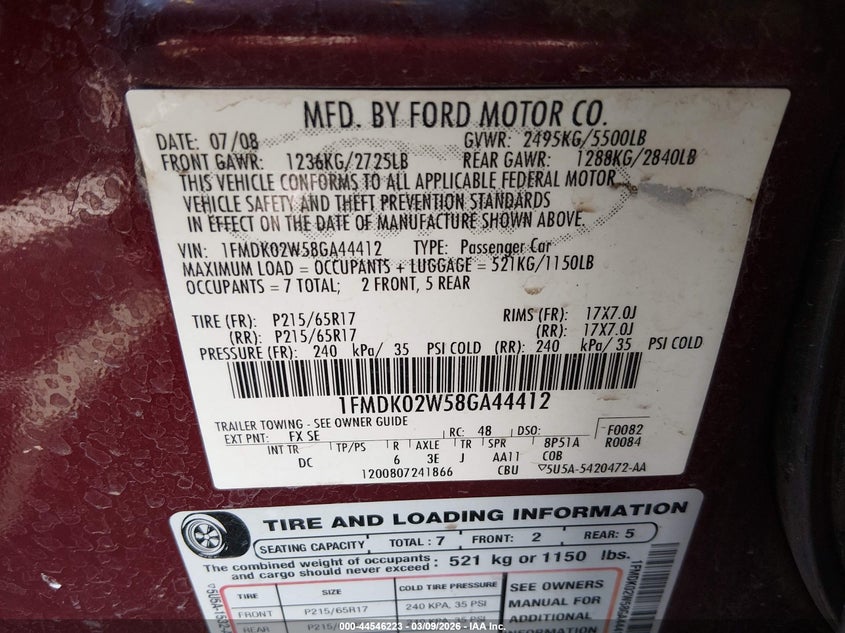 MFD. BY FORD MOTOR CO.
DATE: 07/08 GVWR: 2495KG/5500LB
FRONT GAWR: 1236KG/2725LB REAR GAWR: 1288KG/2840LB
THIS VEHICLE CONFORMS TO ALL APPLICABLE FEDERAL MOTOR
VEHICLE SAFETY AND THEFT PREVENTION STANDARDS
IN EFFECT ON THE DATE OF MANUFACTURE SHOWN ABOVE.
VIN: 1FMDK02W58GA44412 TYPE: Passenger Car
MAXIMUM LOAD = OCCUPANTS + LUGGAGE = 521KG/1150LB
OCCUPANTS = 7 TOTAL; 2 FRONT, 5 REAR
TIRE (FR): P215/65R17 RIMS (FR): 17X7.0J
(RR): P215/65R17 (RR): 17X7.0J
PRESSURE (FR): 240 kPa/ 35 PSI COLD (RR): 240 kPa/ 35 PSI COLD
1FMDK02W58GA44412
TRAILER TOWING - SEE OWNER GUIDE
EXT PNT: FX SE RC: 48 DSO: F0082
INT TR TP/PS R AXLE TR SPR 8P51A R0084
DC 6 3E J AA11 COB
1200807241866 CBU ▽5U5A-5420472-AA
TIRE AND LOADING INFORMATION
SEATING CAPACITY TOTAL: 7 FRONT: 2 REAR: 5
The combined weight of occupants and cargo should never exceed: 521 kg or 1150 lbs.
TIRE SIZE COLD TIRE PRESSURE SEE OWNERS
FRONT P215/65R17 240 KPA, 35 PSI MANUAL FOR
REAR ADDITIONAL
000-44546223 — 03/09/2026 — IAA Inc.